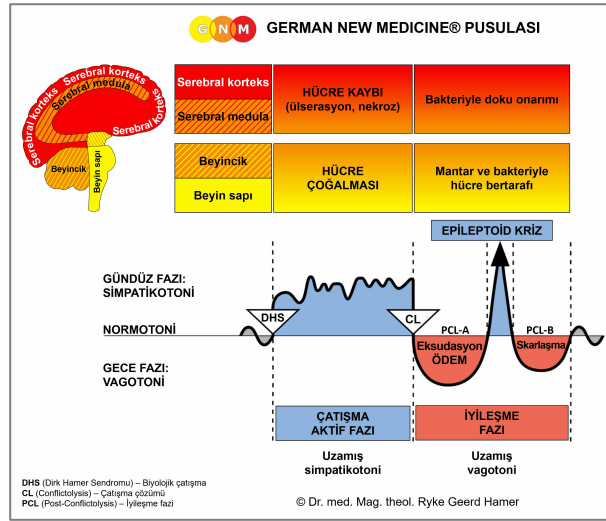 GNM GERMAN NEW MEDICINE® PUSULASI
Serebral korteks
Serebral korteks
Serebral korteks
Serebral medula
Serebral korteks
Beyincik
Beyin sapı
Serebral korteks
Serebral medula
HÜCRE KAYBI
(ülserasyon, nekroz)
Bakteriyle doku onarımı
Beyincik
Beyin sapı
HÜCRE
ÇOĞALMASI
Mantar ve bakteriyle
hücre bertarafı
EPİLEPTOİD KRİZ
GÜNDÜZ FAZI:
SİMPATİKOTONİ
DHS
CL
NORMOTONİ
PCL-A
PCL-B
Eksudasyon
ÖDEM
Skarlaşma
GECE FAZI:
VAGOTONİ
ÇATIŞMA
AKTİF FAZI
İYİLEŞME
FAZI
Uzamış
simpatikotoni
Uzamış
vagotoni
DHS (Dirk Hamer Sendromu) – Biyolojik çatışma
CL (Conflictolysis) – Çatışma çözümü
PCL (Post-Conflictolysis) – İyileşme fazi
© Dr. med. Mag. theol. Ryke Geerd Hamer